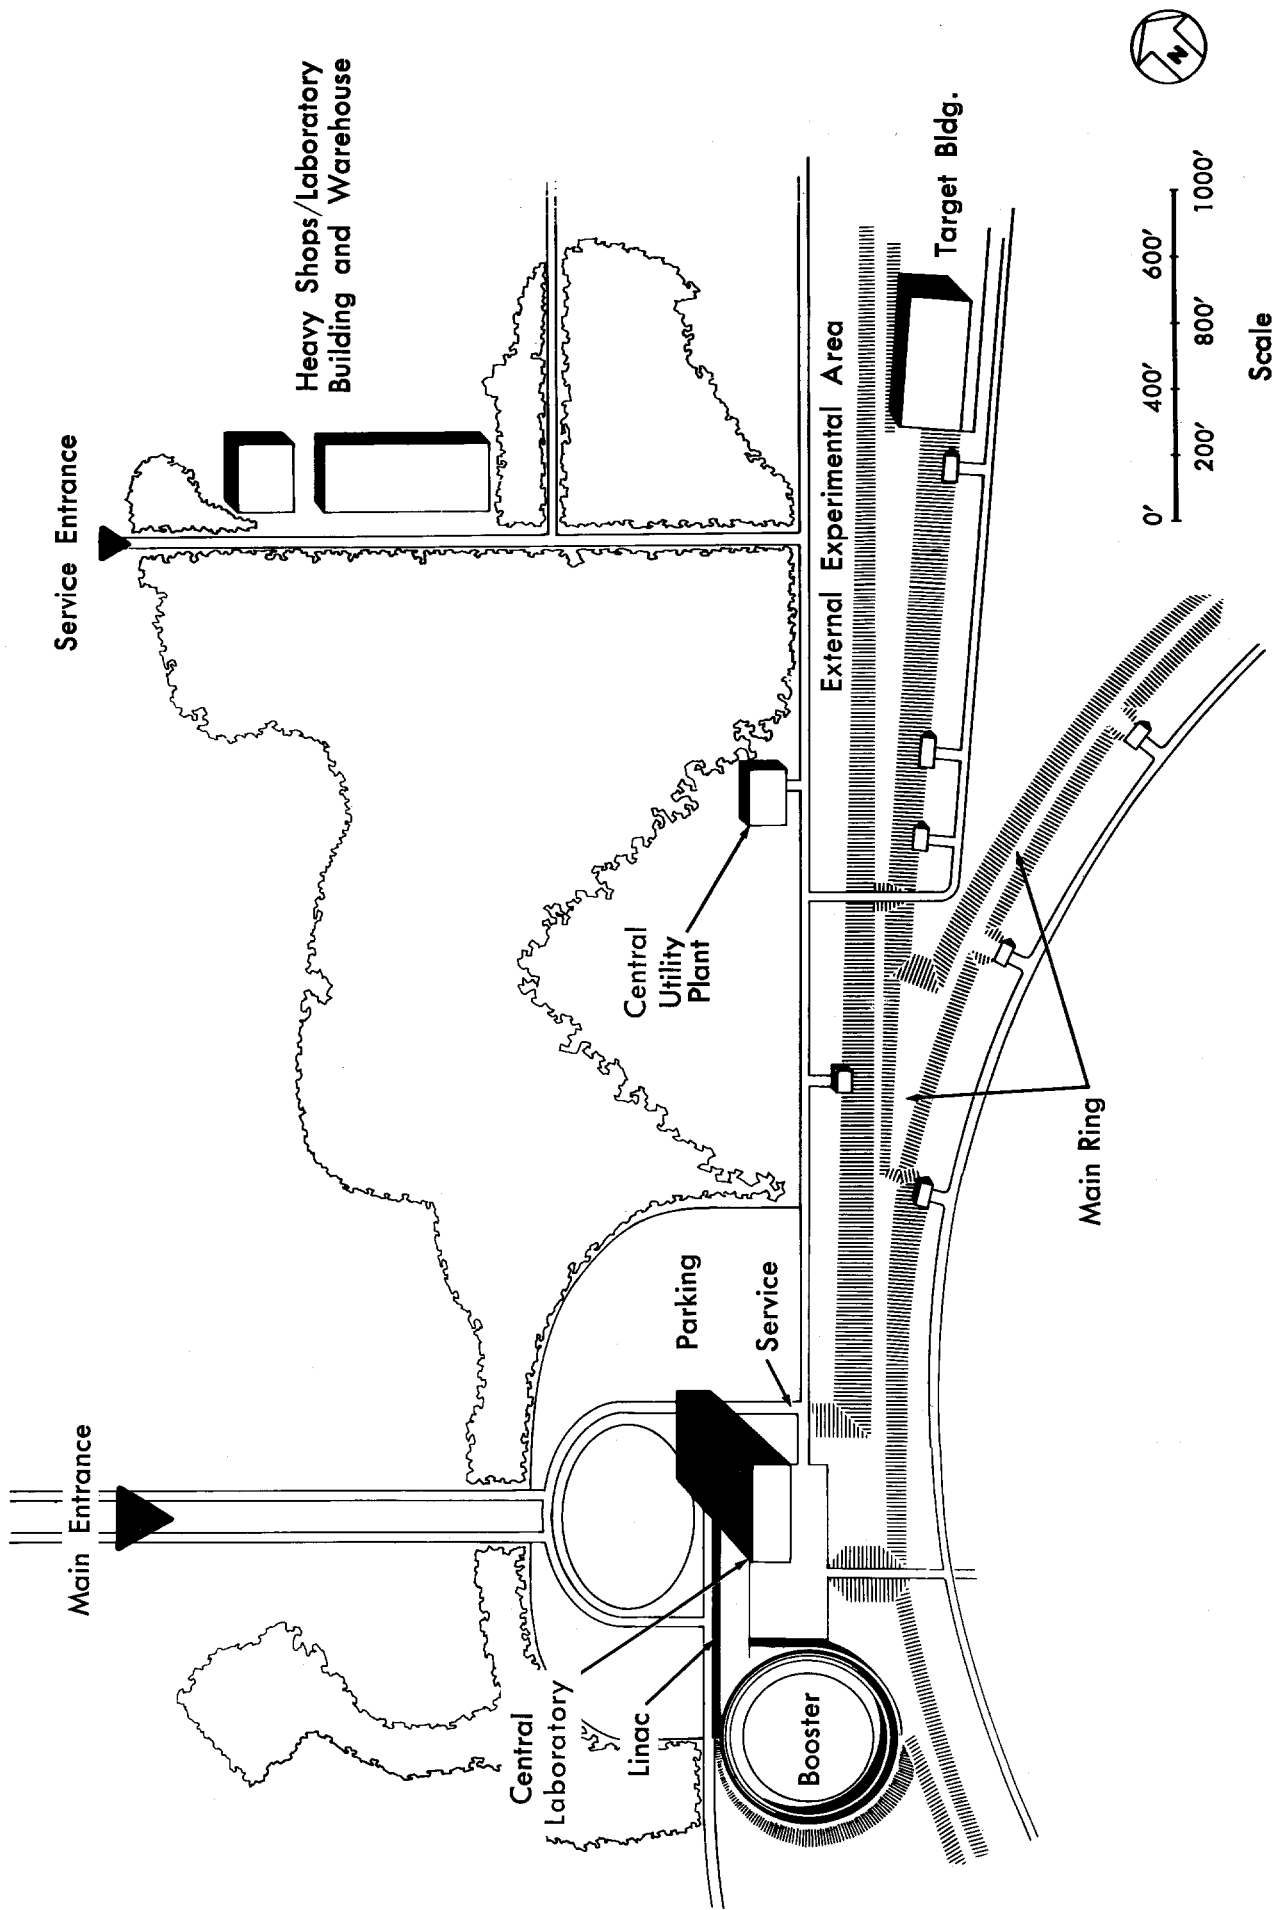 Main Entrance
Service Entrance
Heavy Shops/Laboratory
Building and Warehouse
Central
Laboratory
Linac
Central
Utility
Plant
Parking
Service
Booster
External Experimental Area
Target Bldg.
Main Ring
0' 200' 400' 800' 600' 1000'
Scale
N